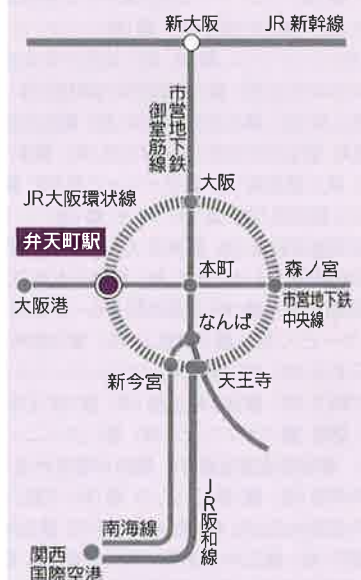 新大阪
JR 新幹線
市営地下鉄
御堂筋線
大阪
JR大阪環状線
弁天町駅
本町
森ノ宮
大阪港
市営地下鉄
中央線
なんば
新今宮
天王寺
JR阪和線
南海線
関西
国際空港